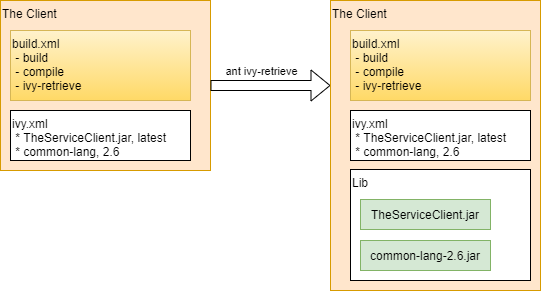 The Client
build.xml
- build
- compile
- ivy-retrieve
ivy.xml
* TheServiceClient.jar, latest
* common-lang, 2.6
ant ivy-retrieve
The Client
build.xml
- build
- compile
- ivy-retrieve
ivy.xml
* TheServiceClient.jar, latest
* common-lang, 2.6
Lib
TheServiceClient.jar
common-lang-2.6.jar